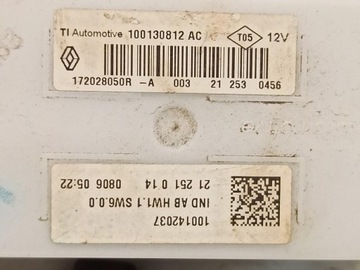 TI Automotive 100130812 AC
T05 12V
172028050R -A 003 21 253 0456
100142037
IND AB HW1.1 SW6.0.0
21 251 0 14 0806 05:22